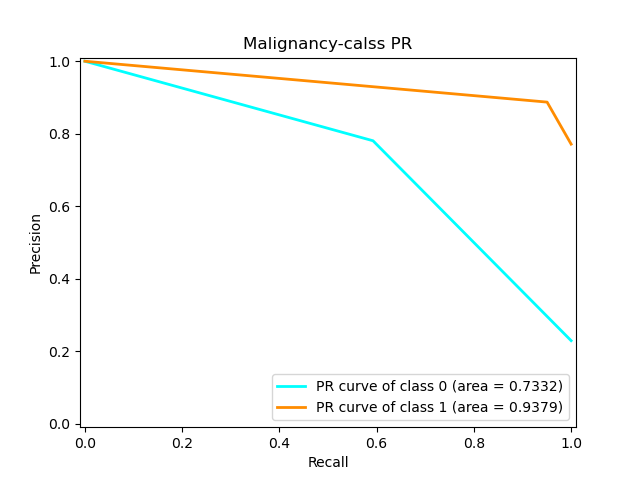 Malignancy-calss PR
1.0
0.8
0.6
0.4
0.2
0.0
Precision
PR curve of class 0 (area = 0.7332)
PR curve of class 1 (area = 0.9379)
0.0 0.2 0.4 0.6 0.8 1.0
Recall